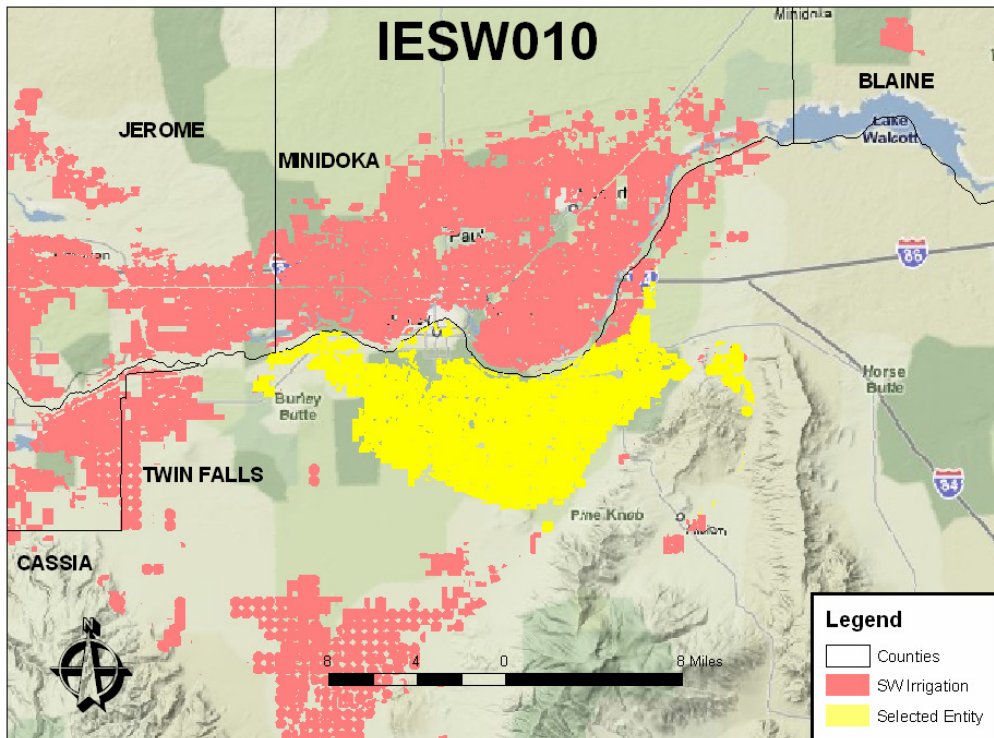 IESW010
Minidoka
BLAINE
Lake
Walcott
JEROME
MINIDOKA
Paul
86
Burley
Butte
Horse
Butte
TWIN FALLS
84
Pine Knob
CASSIA
N
8 4 0 8 Miles
Legend
Counties
SW Irrigation
Selected Entity